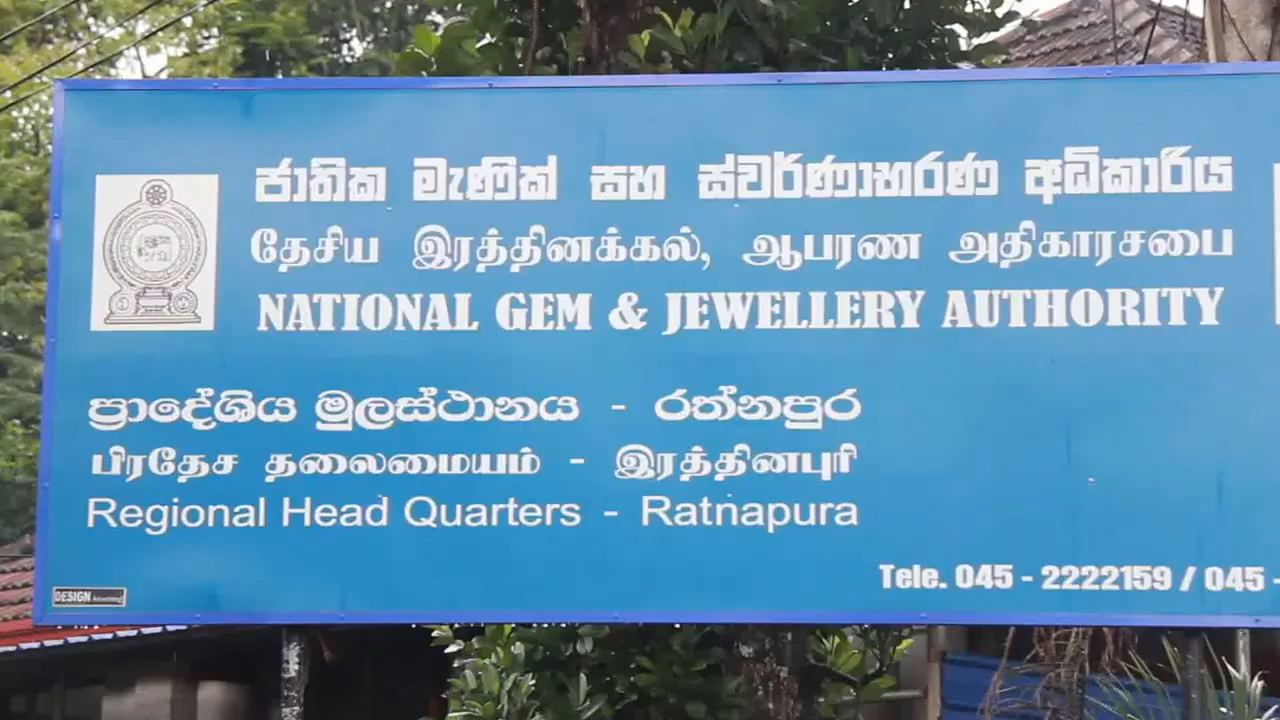 ජාතික මැණික් සහ ස්වර්ණාභරණ අධිකාරිය
தேசிய இரத்தினக்கல், ஆபரண அதிகாரசபை
NATIONAL GEM & JEWELLERY AUTHORITY
ප්‍රාදේශිය මූලස්ථානය - රත්නපුර
பிரதேச தலைமையம் - இரத்தினபுரி
Regional Head Quarters - Ratnapura
Tele. 045 - 2222159 / 045 -
DESIGN Advertising